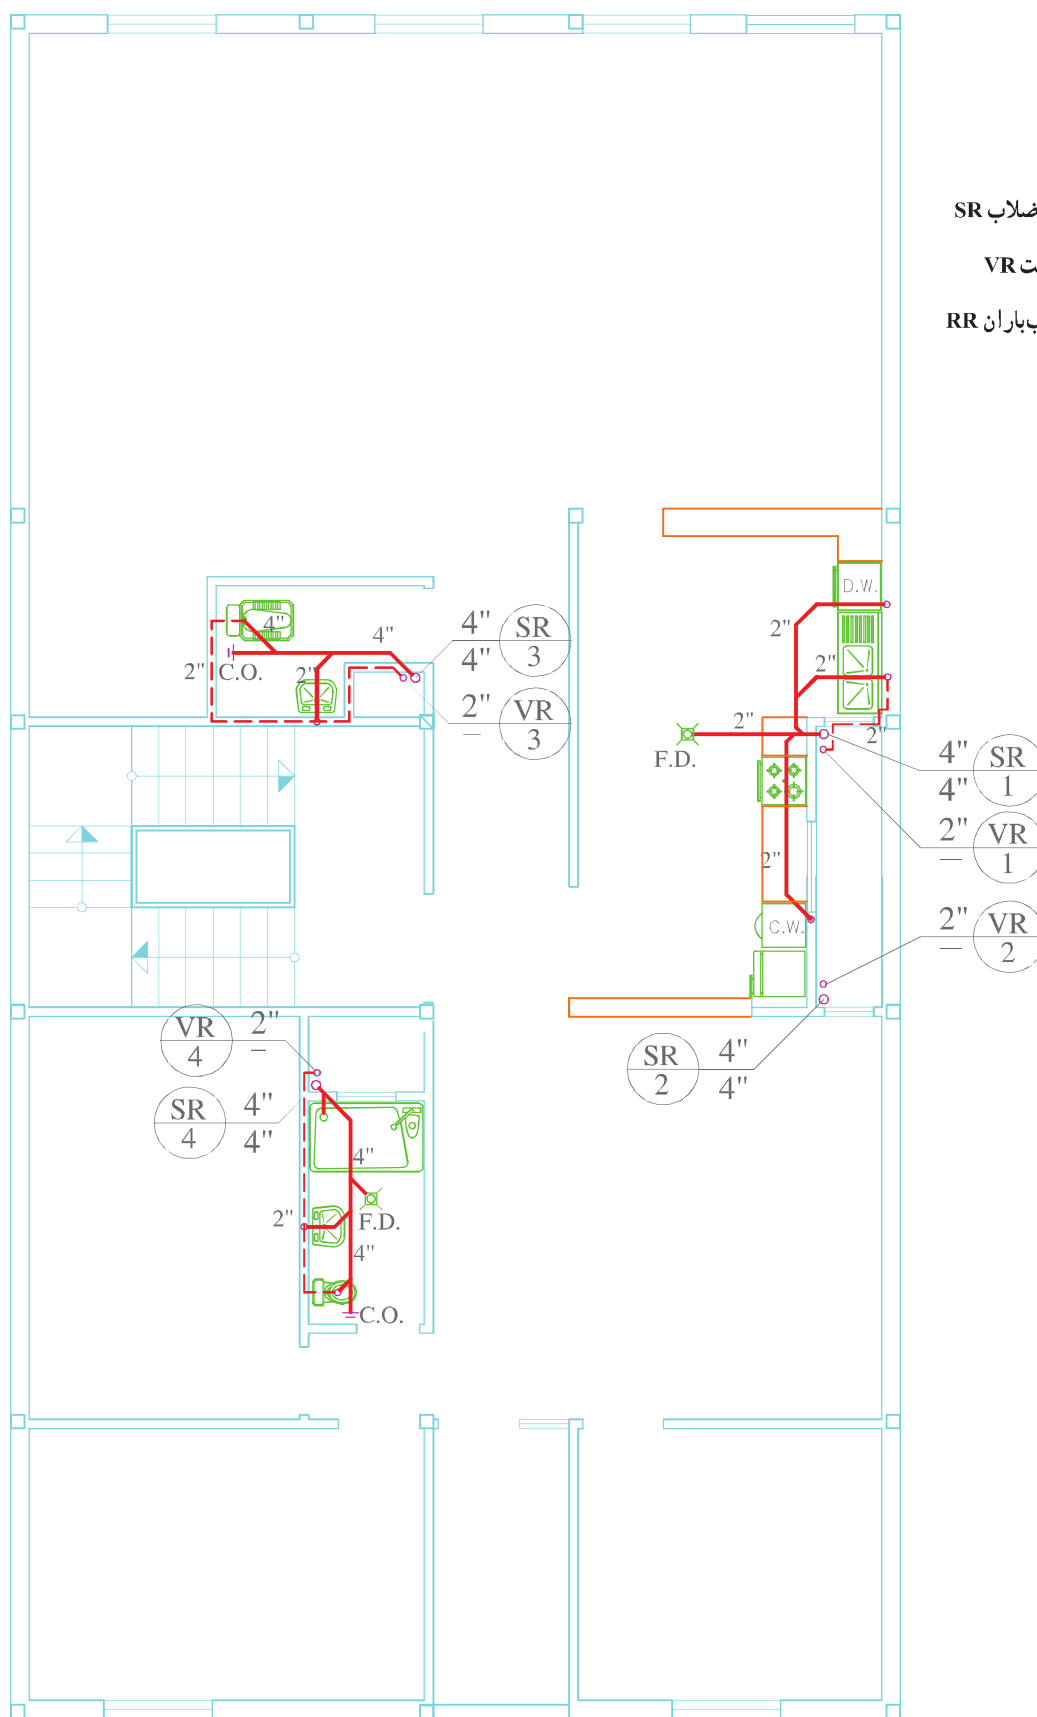 SR
VR
RR باران
D.W.
2"
4"
4"
4" SR
4" 3
2"
C.O.
2"
2"
2" VR
— 3
2"
F.D.
2"
4" SR
4" 1
2"
2" VR
— 1
C.W.
2" VR
— 2
VR 2"
4 —
SR 4"
2 4"
SR 4"
4 4"
4"
2"
F.D.
4"
C.O.